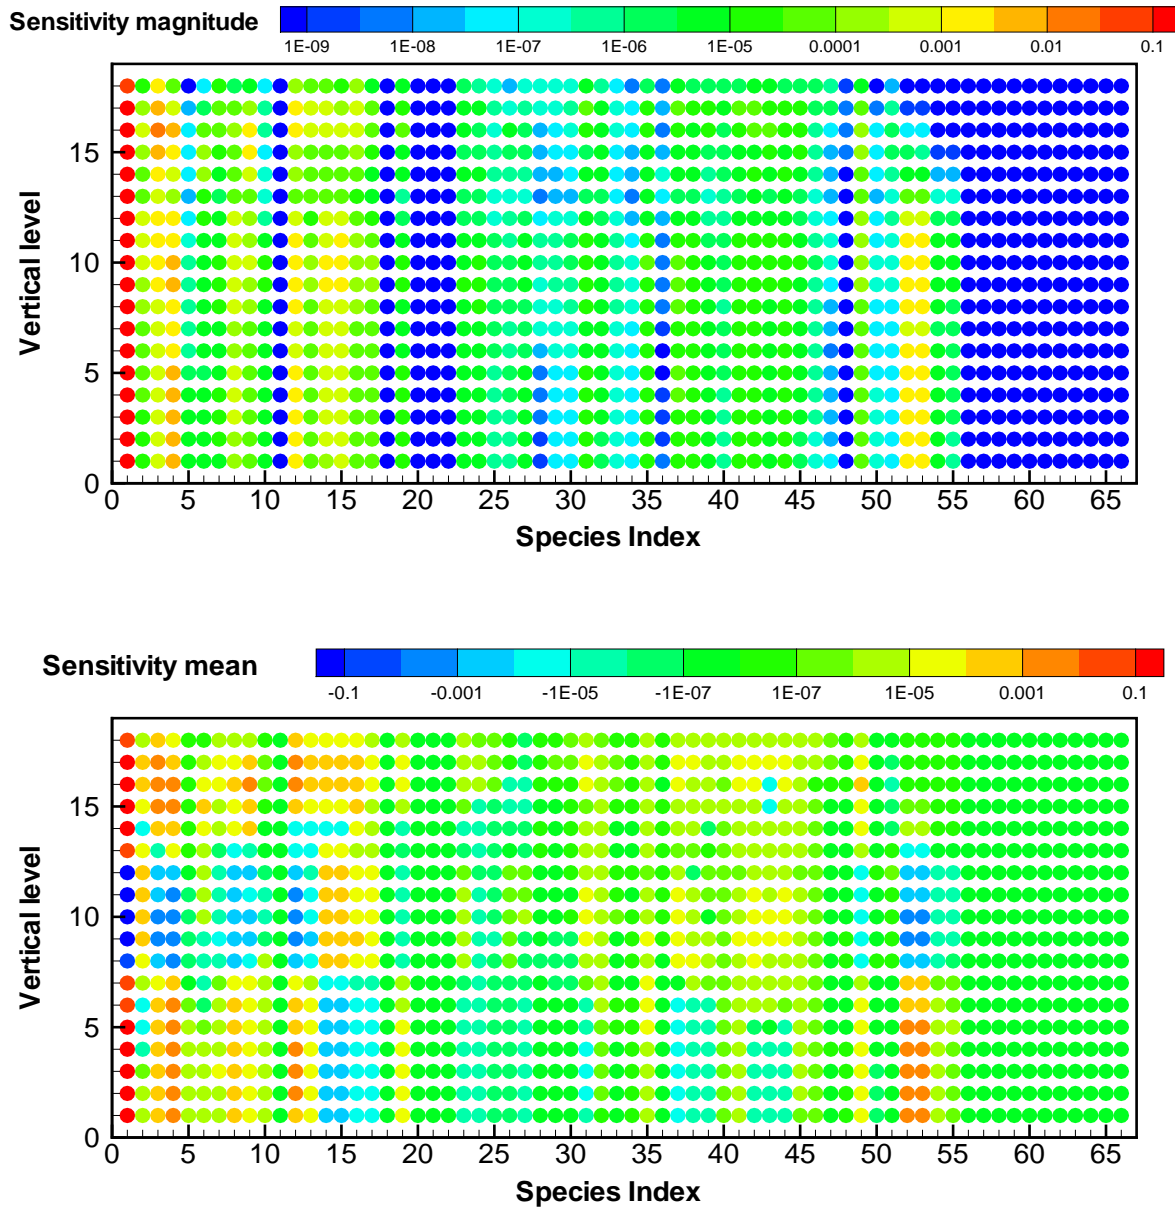 Sensitivity magnitude
1E-09 1E-08 1E-07 1E-06 1E-05 0.0001 0.001 0.01 0.1
15
10
5
0
Vertical level
0 5 10 15 20 25 30 35 40 45 50 55 60 65
Species Index
Sensitivity mean
-0.1 -0.001 -1E-05 -1E-07 1E-07 1E-05 0.001 0.1
15
10
5
0
Vertical level
0 5 10 15 20 25 30 35 40 45 50 55 60 65
Species Index